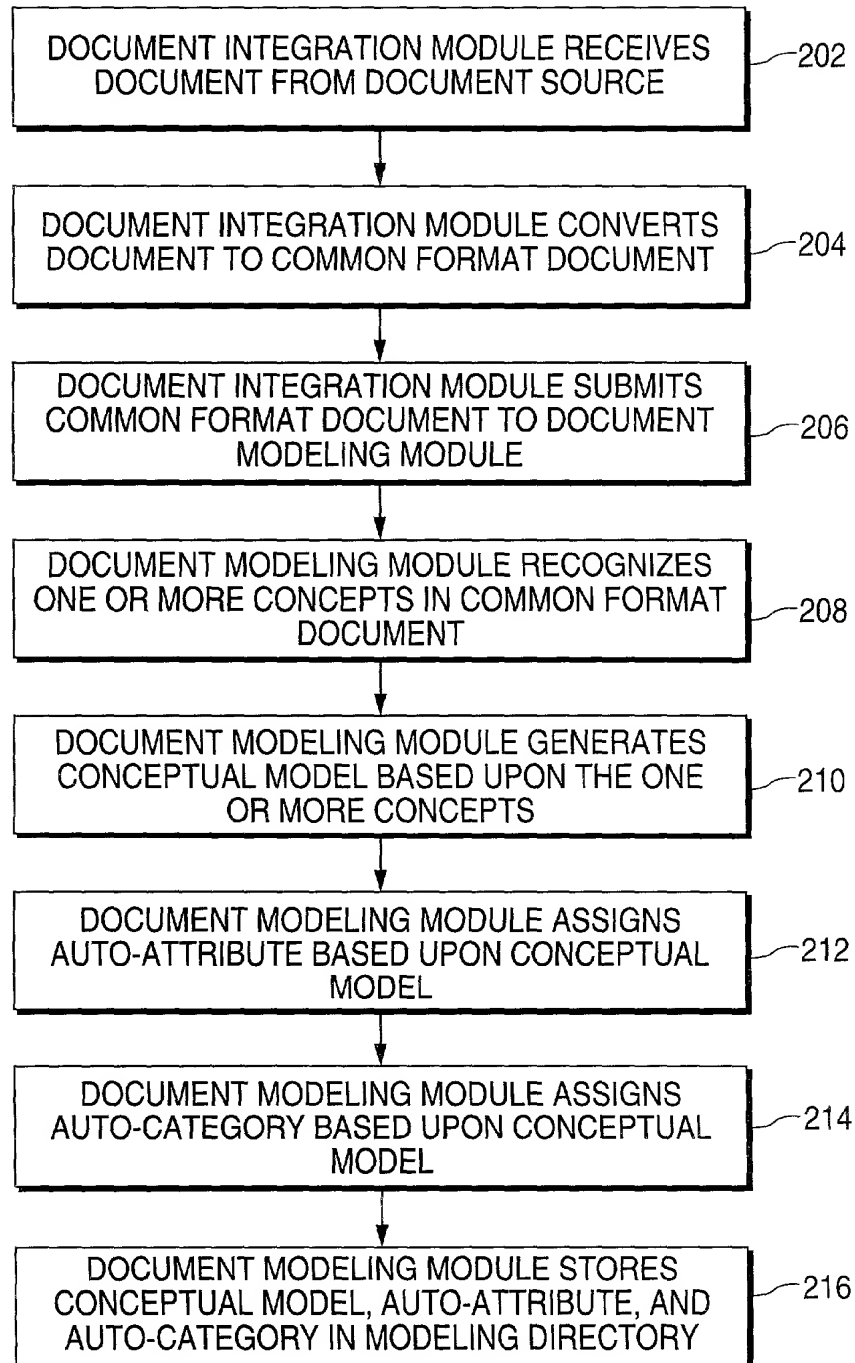 DOCUMENT INTEGRATION MODULE RECEIVES
DOCUMENT FROM DOCUMENT SOURCE
202
DOCUMENT INTEGRATION MODULE CONVERTS
DOCUMENT TO COMMON FORMAT DOCUMENT
204
DOCUMENT INTEGRATION MODULE SUBMITS
COMMON FORMAT DOCUMENT TO DOCUMENT
MODELING MODULE
206
DOCUMENT MODELING MODULE RECOGNIZES
ONE OR MORE CONCEPTS IN COMMON FORMAT
DOCUMENT
208
DOCUMENT MODELING MODULE GENERATES
CONCEPTUAL MODEL BASED UPON THE ONE
OR MORE CONCEPTS
210
DOCUMENT MODELING MODULE ASSIGNS
AUTO-ATTRIBUTE BASED UPON CONCEPTUAL
MODEL
212
DOCUMENT MODELING MODULE ASSIGNS
AUTO-CATEGORY BASED UPON CONCEPTUAL
MODEL
214
DOCUMENT MODELING MODULE STORES
CONCEPTUAL MODEL, AUTO-ATTRIBUTE, AND
AUTO-CATEGORY IN MODELING DIRECTORY
216